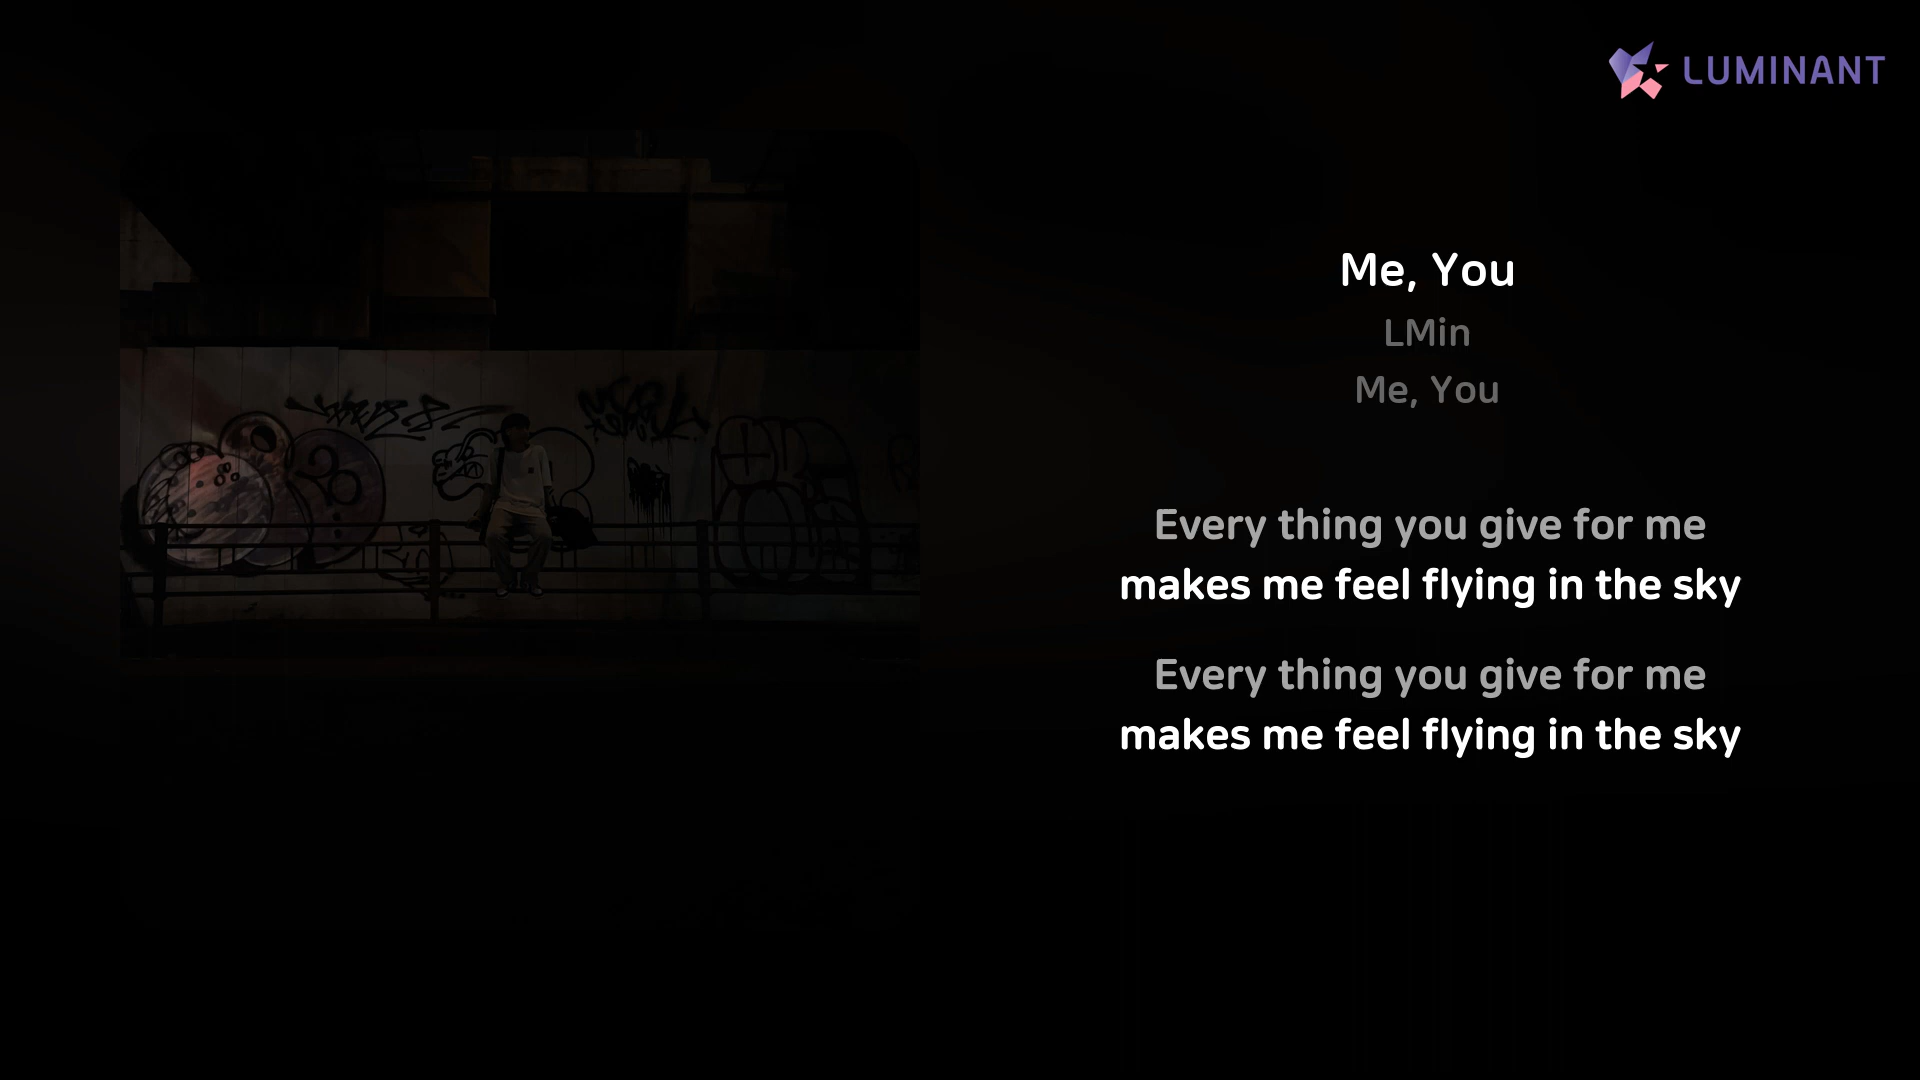 LUMINANT
Me, You
LMin
Me, You
Every thing you give for me
makes me feel flying in the sky
Every thing you give for me
makes me feel flying in the sky